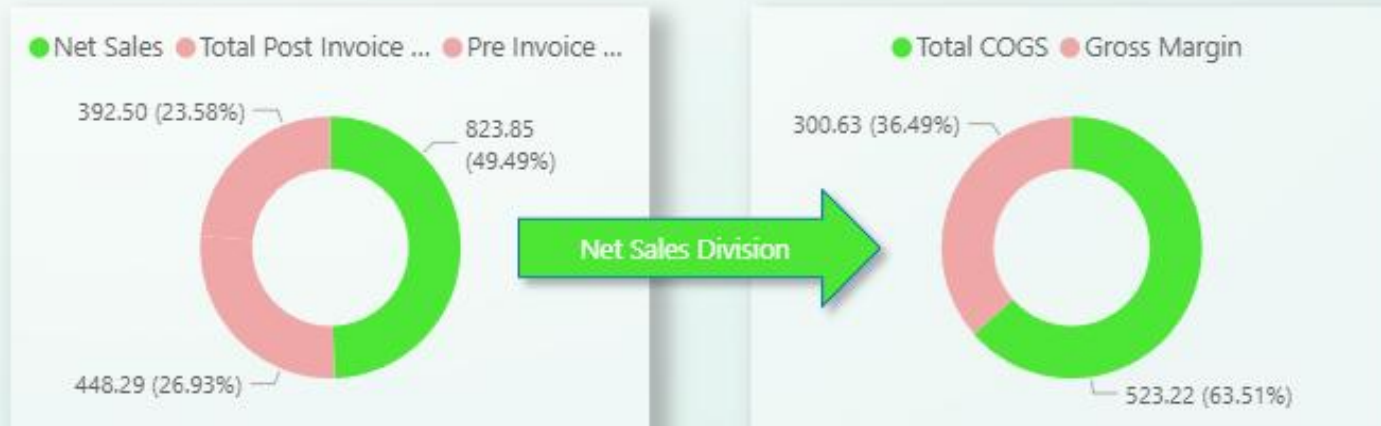 Net Sales Total Post Invoice ... Pre Invoice ...
392.50 (23.58%)
823.85
(49.49%)
448.29 (26.93%)
Net Sales Division
Total COGS Gross Margin
300.63 (36.49%)
523.22 (63.51%)